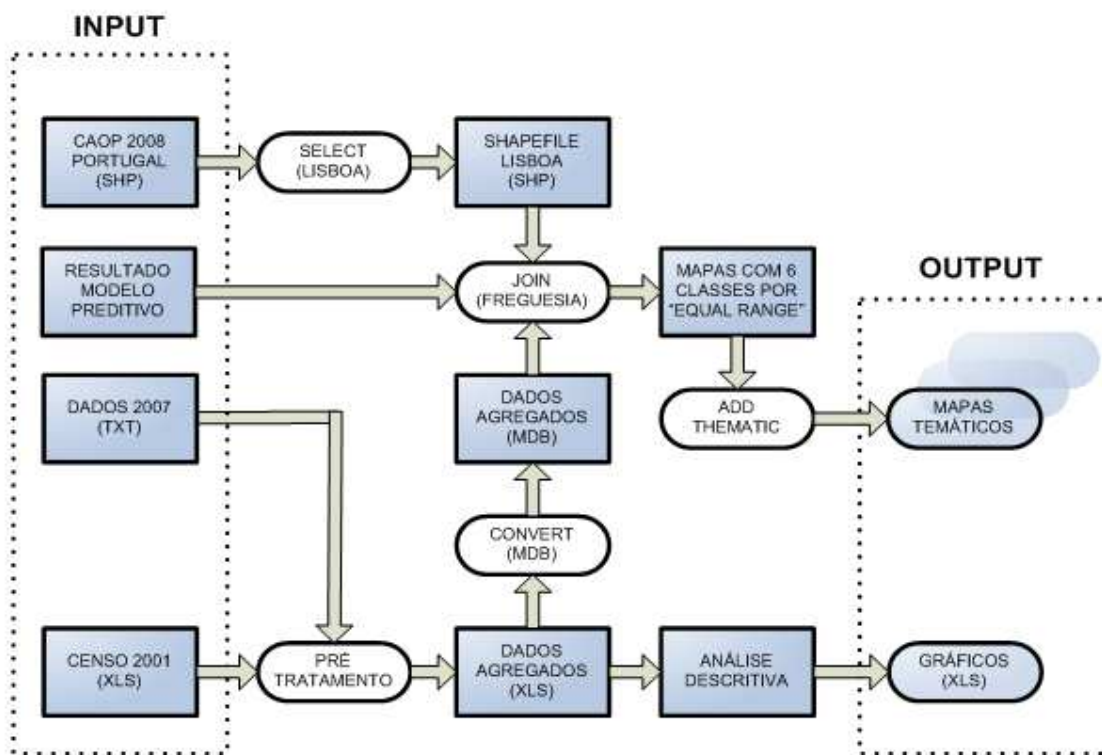 INPUT
CAOP 2008
PORTUGAL
(SHP)
SELECT
(LISBOA)
SHAPEFILE
LISBOA
(SHP)
RESULTADO
MODELO
PREDITIVO
JOIN
(FREGUESIA)
MAPAS COM 6
CLASSES POR
“EQUAL RANGE”
OUTPUT
DADOS 2007
(TXT)
DADOS
AGREGADOS
(MDB)
ADD
THEMATIC
MAPAS
TEMÁTICOS
CONVERT
(MDB)
CENSO 2001
(XLS)
PRÉ
TRATAMENTO
DADOS
AGREGADOS
(XLS)
ANÁLISE
DESCRITIVA
GRÁFICOS
(XLS)